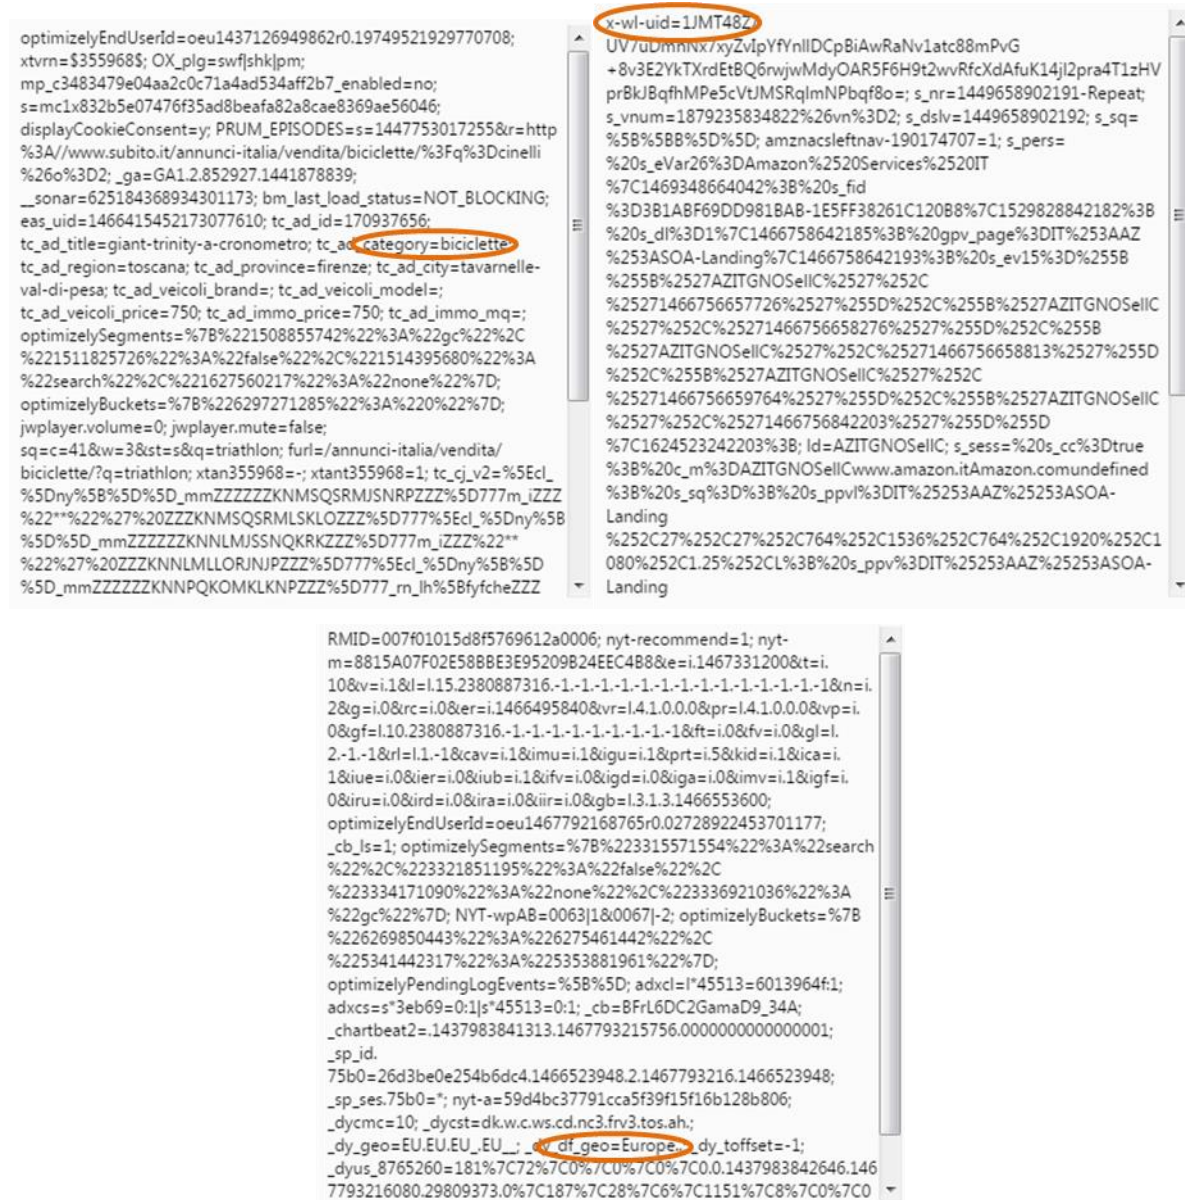 optimizelyEndUserId=oeu1437126949862r0.19749521929770708;
xtvrn=$355968$; OX_plg=swf|shk|pm;
mp_c3483479e04aa2c0c71a4ad534aff2b7_enabled=no;
s=mc1x832b5e07476f35ad8beafa82a8cae8369ae56046;
displayCookieConsent=y; PRUM_EPISODES=s=1447753017255&r=http
%3A//www.subito.it/annunci-italia/vendita/biciclette/%3Fq%3Dcinelli
%26o%3D2; _ga=GA1.2.852927.1441878839;
__sonar=625184368934301173; bm_last_load_status=NOT_BLOCKING;
eas_uid=1466415452173077610; tc_ad_id=170937656;
tc_ad_title=giant-trinity-a-cronometro; tc_ad_category=biciclette;
tc_ad_region=toscana; tc_ad_province=firenze; tc_ad_city=tavarnelle-
val-di-pesa; tc_ad_veicoli_brand=; tc_ad_veicoli_model=;
tc_ad_veicoli_price=750; tc_ad_immo_price=750; tc_ad_immo_mq=;
optimizelySegments=%7B%221508855742%22%3A%22gc%22%2C
%221511825726%22%3A%22false%22%2C%221514395680%22%3A
%22search%22%2C%221627560217%22%3A%22none%22%7D;
optimizelyBuckets=%7B%226297271285%22%3A%220%22%7D;
jwplayer.volume=0; jwplayer.mute=false;
sq=c=41&w=3&st=s&q=triathlon; furl=/annunci-italia/vendita/
biciclette/?q=triathlon; xtan355968=-; xtant355968=1; tc_cj_v2=%5Ecl_
%5Dny%5B%5D%5D_mmZZZZZZKNMSQSRMJSNRPZZZ%5D777m_iZZZ
%22**%22%27%20ZZZKNMSQSRMLSKLOZZZ%5D777%5Ecl_%5Dny%5B
%5D%5D_mmZZZZZZKNNLMJSSNQKRKZZZ%5D777m_iZZZ%22**
%22%27%20ZZZKNNLMLLORJNJPZZZ%5D777%5Ecl_%5Dny%5B%5D
%5D_mmZZZZZZKNNPQKOMKLKNPZZZ%5D777_rn_lh%5BfyfcheZZZ
x-wl-uid=1JMT48Z/
UV7uDmnNx7xyZvIpYfYnlIDCpBiAwRaNv1atc88mPvG
+8v3E2YkTXrdEtBQ6rwjwMdyOAR5F6H9t2wvRfcXdAfuK14jI2pra4T1zHV
prBkJBqfhMPe5cVtJMSRqlmNPbqf8o=; s_nr=1449658902191-Repeat;
s_vnum=1879235834822%26vn%3D2; s_dslv=1449658902192; s_sq=
%5B%5BB%5D%5D; amznacsleftnav-190174707=1; s_pers=
%20s_eVar26%3DAmazon%2520Services%2520IT
%7C1469348664042%3B%20s_fid
%3D3B1ABF69DD981BAB-1E5FF38261C120B8%7C1529828842182%3B
%20s_dl%3D1%7C1466758642185%3B%20gpv_page%3DIT%253AAZ
%253ASOA-Landing%7C1466758642193%3B%20s_ev15%3D%255B
%255B%2527AZITGNOSellC%2527%252C
%25271466756657726%2527%255D%252C%255B%2527AZITGNOSellC
%2527%252C%25271466756658276%2527%255D%252C%255B
%2527AZITGNOSellC%2527%252C%25271466756658813%2527%255D
%252C%255B%2527AZITGNOSellC%2527%252C
%25271466756659764%2527%255D%252C%255B%2527AZITGNOSellC
%2527%252C%25271466756842203%2527%255D%255D
%7C1624523242203%3B; ld=AZITGNOSellC; s_sess=%20s_cc%3Dtrue
%3B%20c_m%3DAZITGNOSellCwww.amazon.itAmazon.comundefined
%3B%20s_sq%3D%3B%20s_ppvl%3DIT%25253AAZ%25253ASOA-
Landing
%252C27%252C27%252C764%252C1536%252C764%252C1920%252C1
080%252C1.25%252CL%3B%20s_ppv%3DIT%25253AAZ%25253ASOA-
Landing
RMID=007f01015d8f5769612a0006; nyt-recommend=1; nyt-
m=8815A07F02E58BBE3E95209B24EEC4B8&e=i.1467331200&t=i.
10&v=i.1&l=l.15.2380887316.-1.-1.-1.-1.-1.-1.-1.-1.-1.-1.-1.-1.-1.-1&n=i.
2&g=i.0&rc=i.0&er=i.1466495840&vr=l.4.1.0.0.0&pr=l.4.1.0.0.0&vp=i.
0&gf=l.10.2380887316.-1.-1.-1.-1.-1.-1.-1.-1.-1&ft=i.0&fv=i.0&gl=l.
2.-1.-1&rl=l.1.-1&cav=i.1&imu=i.1&igu=i.1&prt=i.5&kid=i.1&ica=i.
1&iue=i.0&ier=i.0&iub=i.1&ifv=i.0&igd=i.0&iga=i.0&imv=i.1&igf=i.
0&iru=i.0&ird=i.0&ira=i.0&iir=i.0&gb=l.3.1.3.1466553600;
optimizelyEndUserId=oeu1467792168765r0.02728922453701177;
_cb_ls=1; optimizelySegments=%7B%223315571554%22%3A%22search
%22%2C%223321851195%22%3A%22false%22%2C
%223334171090%22%3A%22none%22%2C%223336921036%22%3A
%22gc%22%7D; NYT-wpAB=0063|1&0067|-2; optimizelyBuckets=%7B
%226269850443%22%3A%226275461442%22%2C
%225341442317%22%3A%225353881961%22%7D;
optimizelyPendingLogEvents=%5B%5D; adxcl=l*45513=6013964f:1;
adxcs=s*3eb69=0:1|s*45513=0:1; _cb=BFrL6DC2GamaD9_34A;
_chartbeat2=.1437983841313.1467793215756.0000000000000001;
_sp_id.
75b0=26d3be0e254b6dc4.1466523948.2.1467793216.1466523948;
_sp_ses.75b0=*; nyt-a=59d4bc37791cca5f39f15f16b128b806;
_dycmc=10; _dycst=dk.w.c.ws.cd.nc3.frv3.tos.ah.;
_dy_geo=EU.EU.EU_.EU__; _dy_df_geo=Europe..; _dy_toffset=-1;
_dyus_8765260=181%7C72%7C0%7C0%7C0%7C0.0.1437983842646.146
7793216080.29809373.0%7C187%7C28%7C6%7C1151%7C8%7C0%7C0